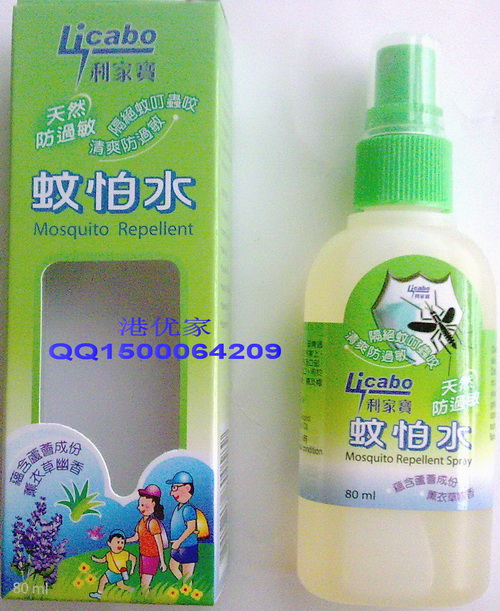 Licabo
利家寶
天然
防過敏
隔絕蚊叮蟲咬
清爽防過敏
蚊怕水
Mosquito Repellent
港优家
QQ1500064209
蘊含蘆薈成份
薰衣草幽香
80 ml
Licabo
利家寶
隔絕蚊叮蟲咬
清爽防過敏
Licabo
利家寶
天然
防過敏
蚊怕水
Mosquito Repellent Spray
80 ml
蘊含蘆薈成份
薰衣草幽香